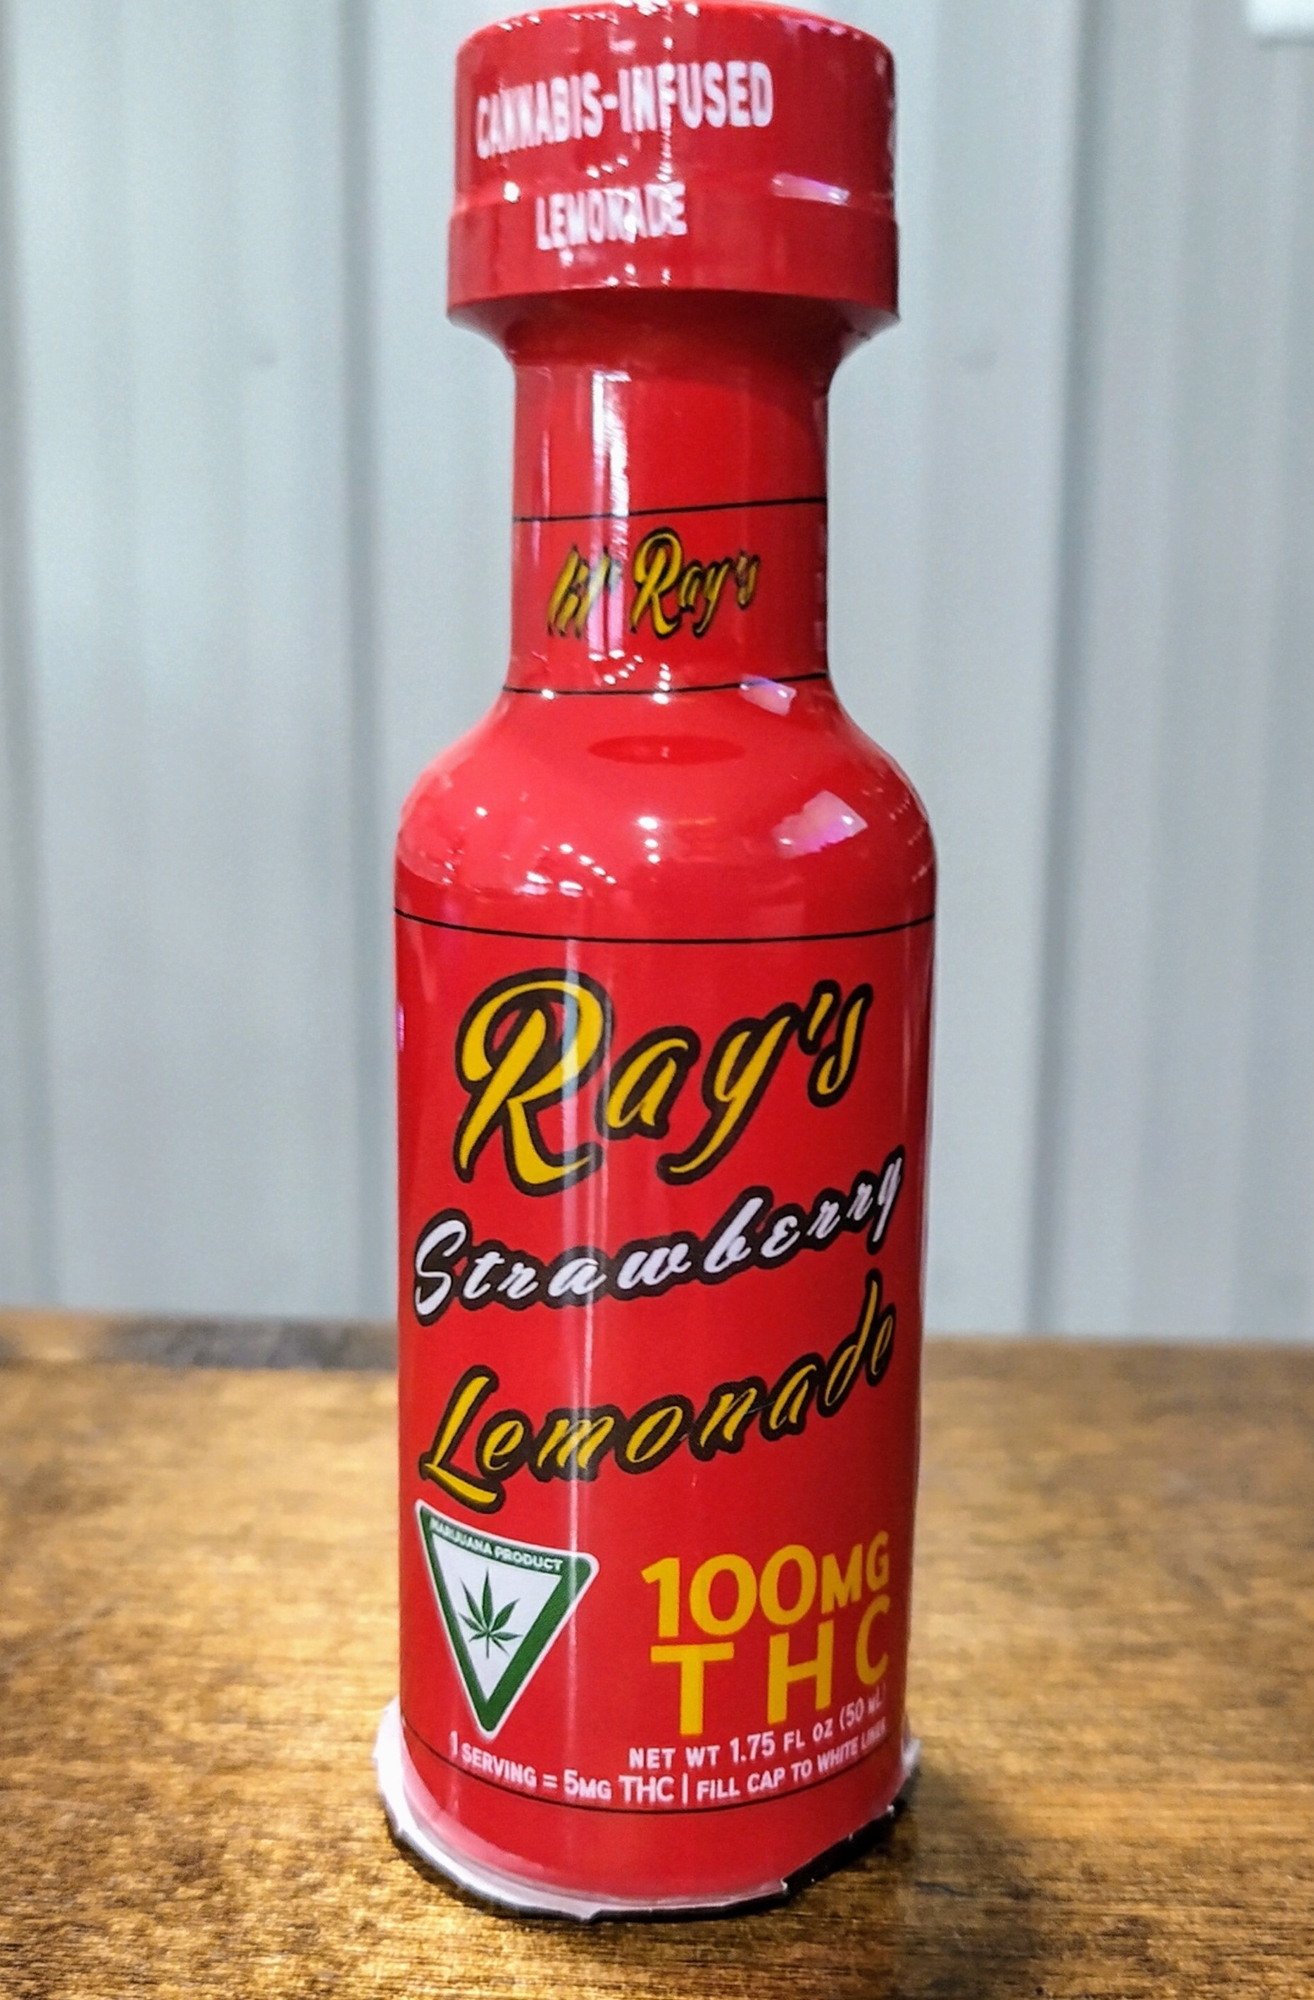 CANNABIS-INFUSED
LEMONADE
lil' Ray's
Ray's
Strawberry
Lemonade
MARIJUANA PRODUCT
100MG
THC
NET WT 1.75 FL OZ (50 ML)
1 SERVING = 5MG THC | FILL CAP TO WHITE LINER